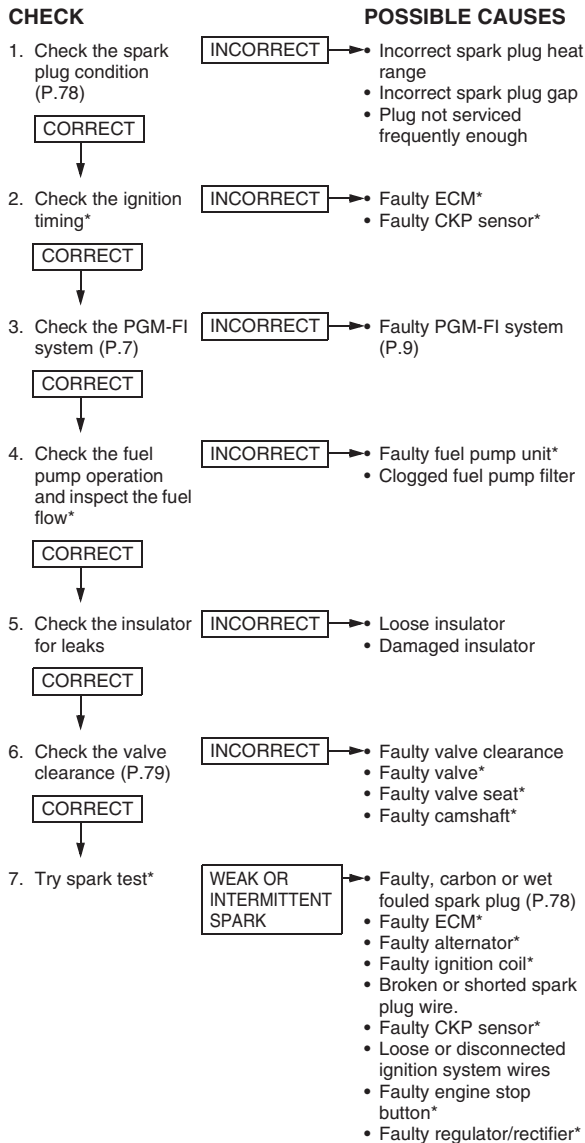 CHECK
POSSIBLE CAUSES
1. Check the spark
plug condition
(P.78)
INCORRECT
• Incorrect spark plug heat
range
• Incorrect spark plug gap
• Plug not serviced
frequently enough
CORRECT
2. Check the ignition
timing*
INCORRECT
• Faulty ECM*
• Faulty CKP sensor*
CORRECT
3. Check the PGM-FI
system (P.7)
INCORRECT
• Faulty PGM-FI system
(P.9)
CORRECT
4. Check the fuel
pump operation
and inspect the fuel
flow*
INCORRECT
• Faulty fuel pump unit*
• Clogged fuel pump filter
CORRECT
5. Check the insulator
for leaks
INCORRECT
• Loose insulator
• Damaged insulator
CORRECT
6. Check the valve
clearance (P.79)
INCORRECT
• Faulty valve clearance
• Faulty valve*
• Faulty valve seat*
• Faulty camshaft*
CORRECT
7. Try spark test*
WEAK OR
INTERMITTENT
SPARK
• Faulty, carbon or wet
fouled spark plug (P.78)
• Faulty ECM*
• Faulty alternator*
• Faulty ignition coil*
• Broken or shorted spark
plug wire.
• Faulty CKP sensor*
• Loose or disconnected
ignition system wires
• Faulty engine stop
button*
• Faulty regulator/rectifier*